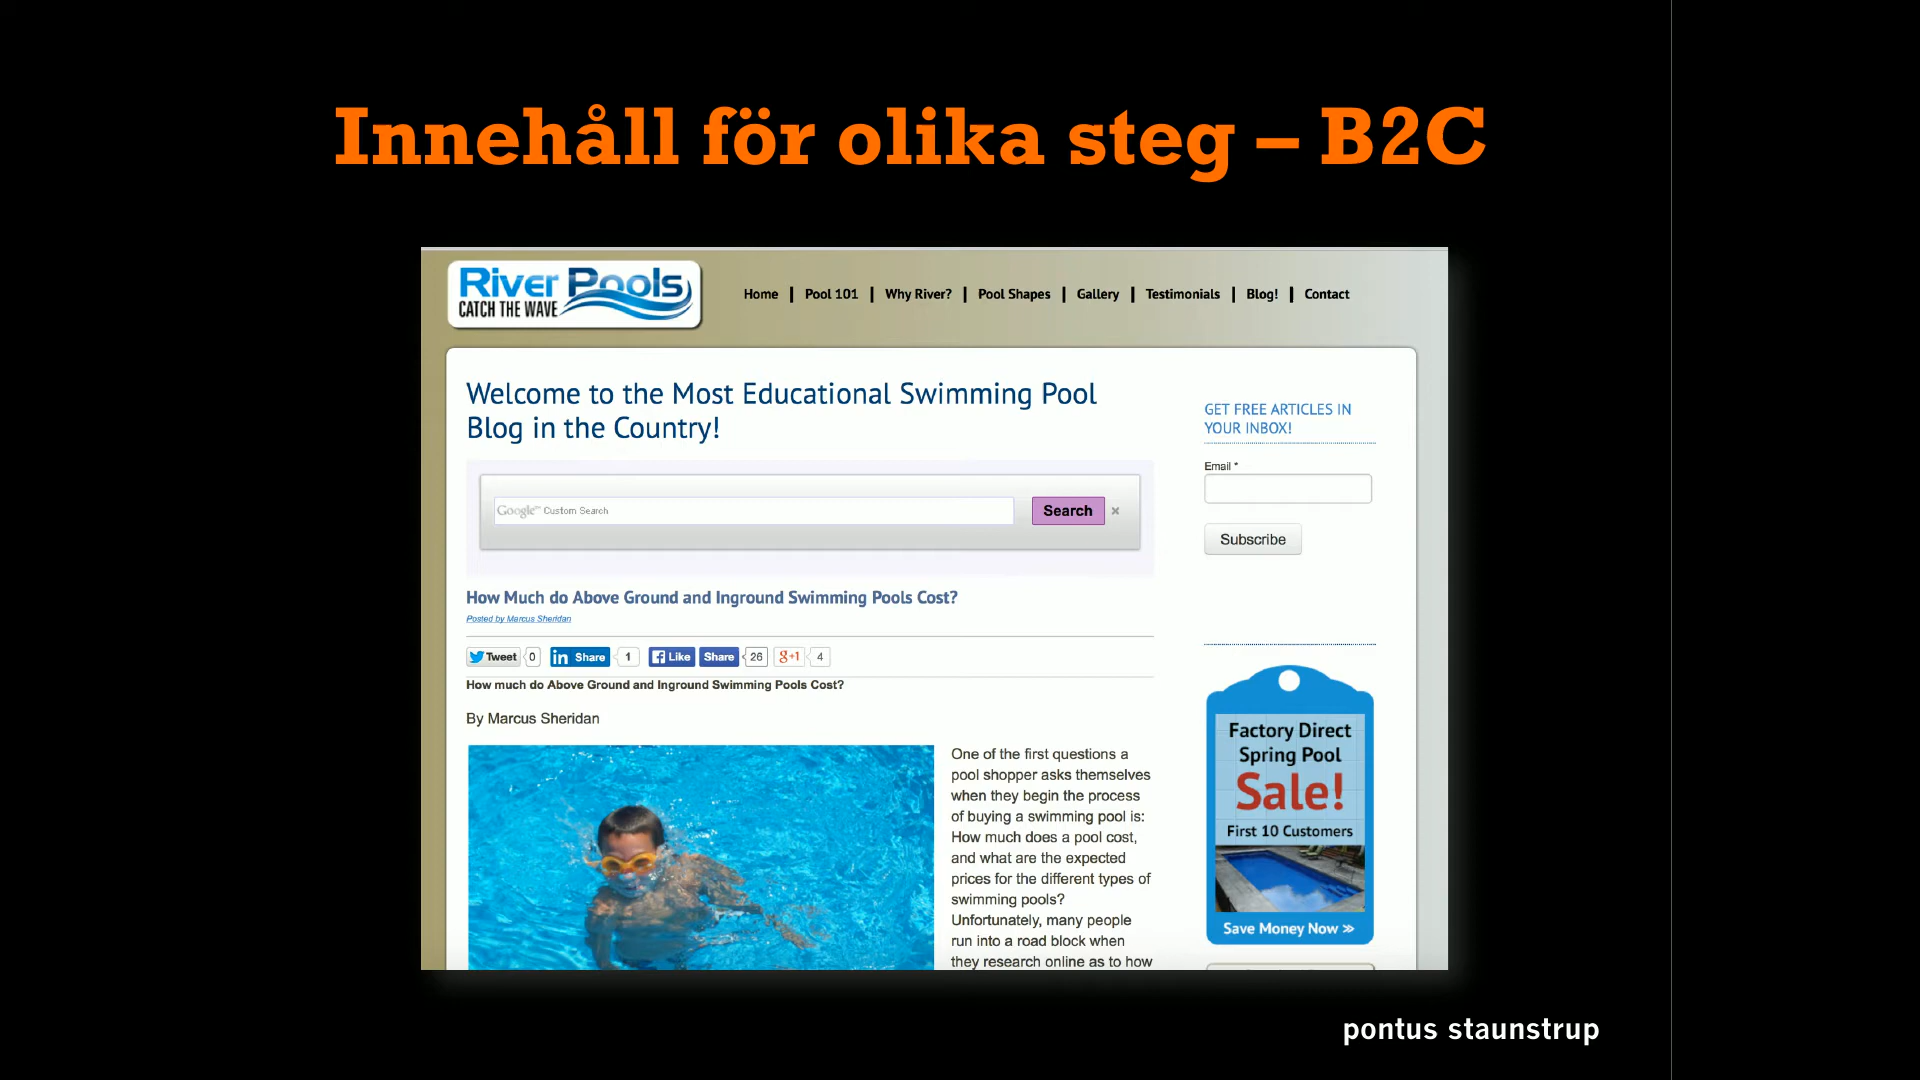 Innehåll för olika steg – B2C
River Pools
CATCH THE WAVE
Home | Pool 101 | Why River? | Pool Shapes | Gallery | Testimonials | Blog! | Contact
Welcome to the Most Educational Swimming Pool
Blog in the Country!
Google™ Custom Search
Search ×
How Much do Above Ground and Inground Swimming Pools Cost?
Posted by Marcus Sheridan
Tweet 0 in Share 1 Like Share 26 g+1 4
How much do Above Ground and Inground Swimming Pools Cost?
By Marcus Sheridan
One of the first questions a
pool shopper asks themselves
when they begin the process
of buying a swimming pool is:
How much does a pool cost,
and what are the expected
prices for the different types of
swimming pools?
Unfortunately, many people
run into a road block when
they research online as to how
GET FREE ARTICLES IN
YOUR INBOX!
Email *
Subscribe
Factory Direct
Spring Pool
Sale!
First 10 Customers
Save Money Now >>
pontus staunstrup